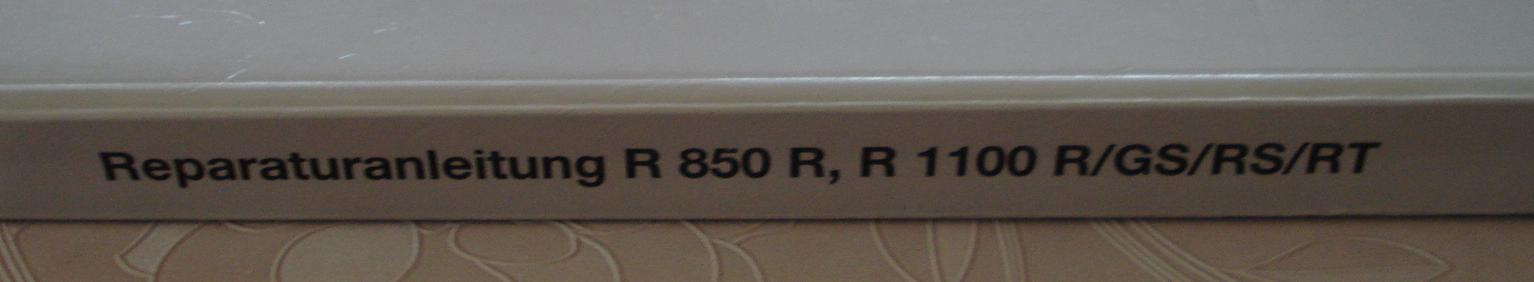 Reparaturanleitung R 850 R, R 1100 R/GS/RS/RT